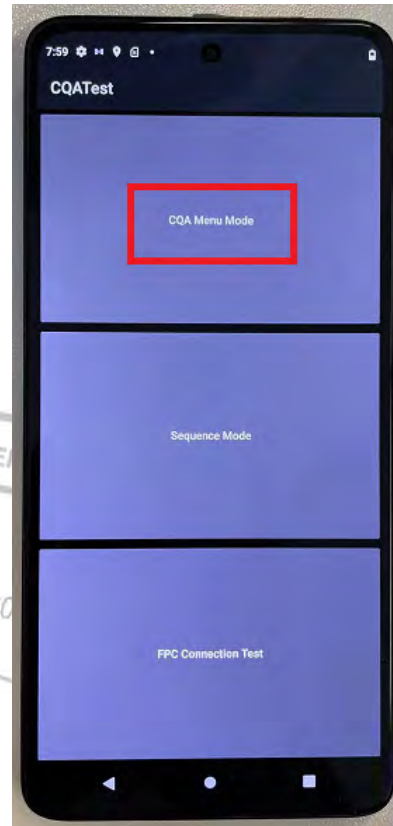 7:59
CQATest
CQA Menu Mode
Sequence Mode
FPC Connection Test